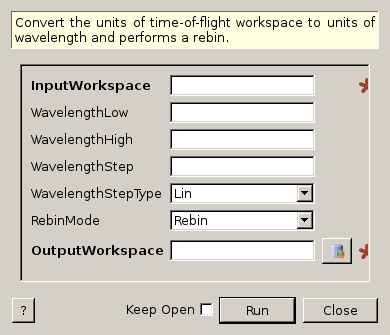 Convert the units of time-of-flight workspace to units of
wavelength and performs a rebin.
InputWorkspace
WavelengthLow
WavelengthHigh
WavelengthStep
WavelengthStepType Lin
RebinMode Rebin
OutputWorkspace
? Keep Open Run Close